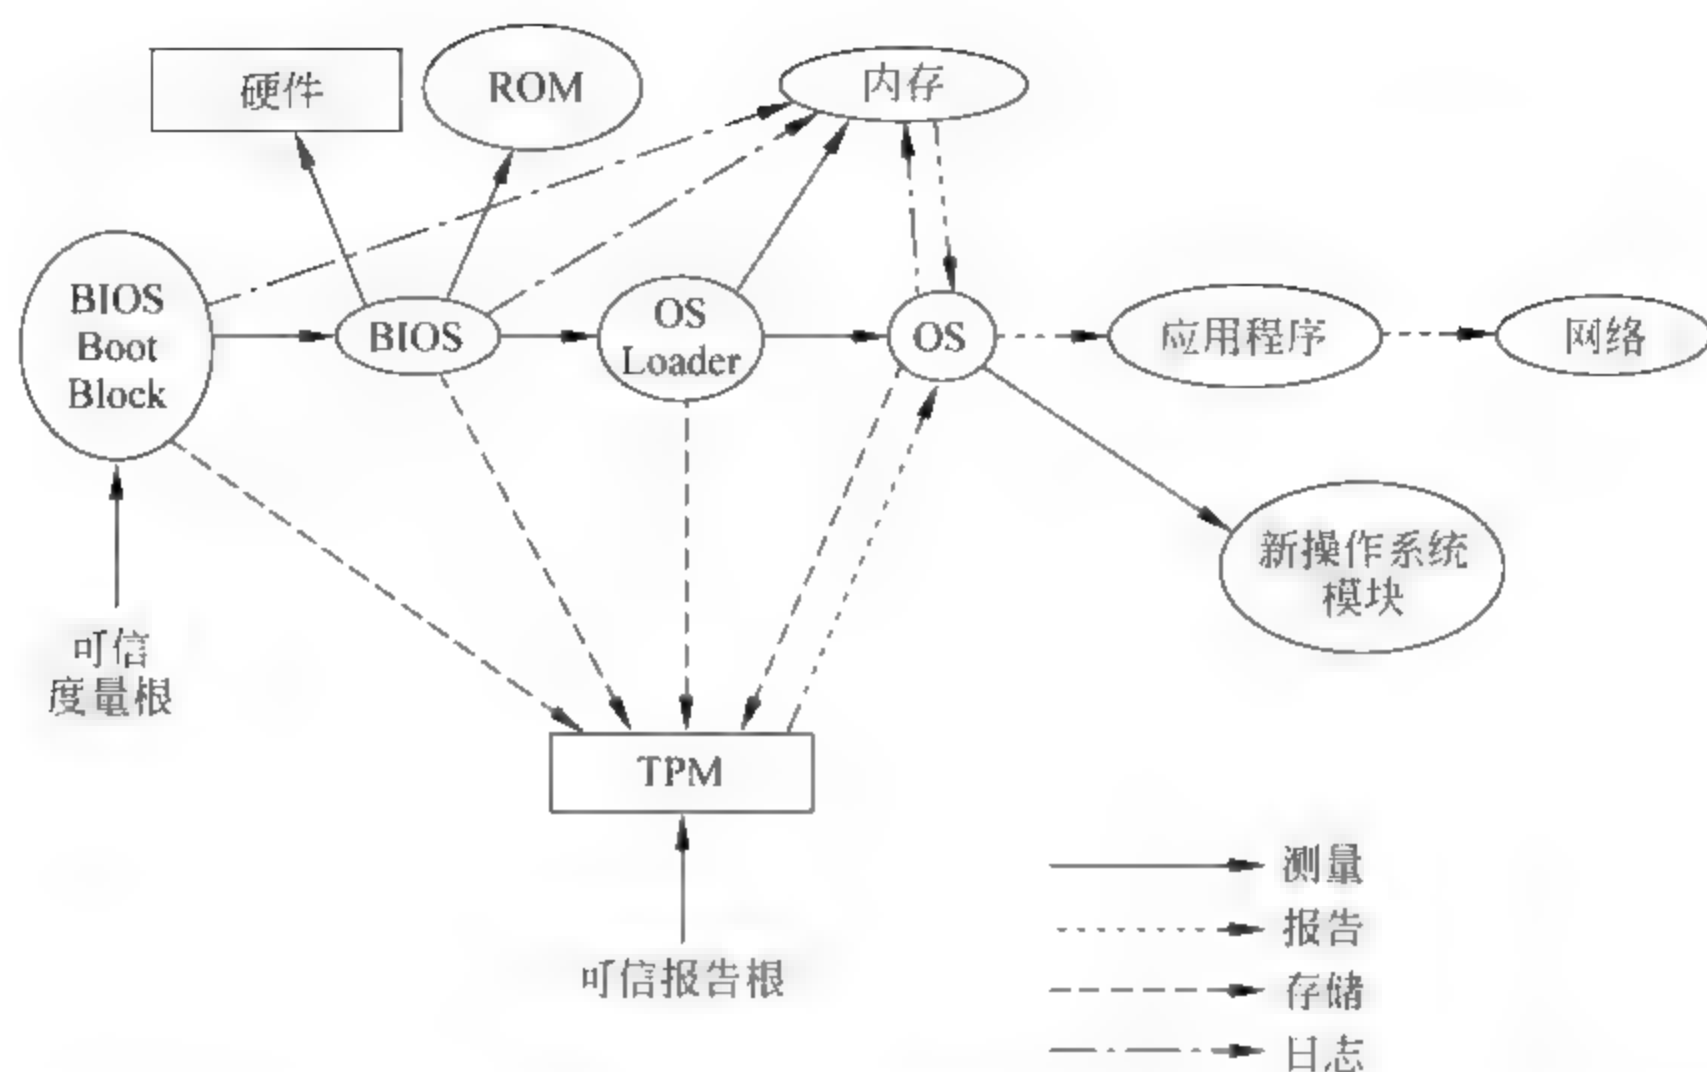 硬件
ROM
内存
BIOS
Boot
Block
BIOS
OS
Loader
OS
应用程序
网络
新操作系统
模块
可信
度量根
TPM
可信报告根
测量
报告
存储
日志